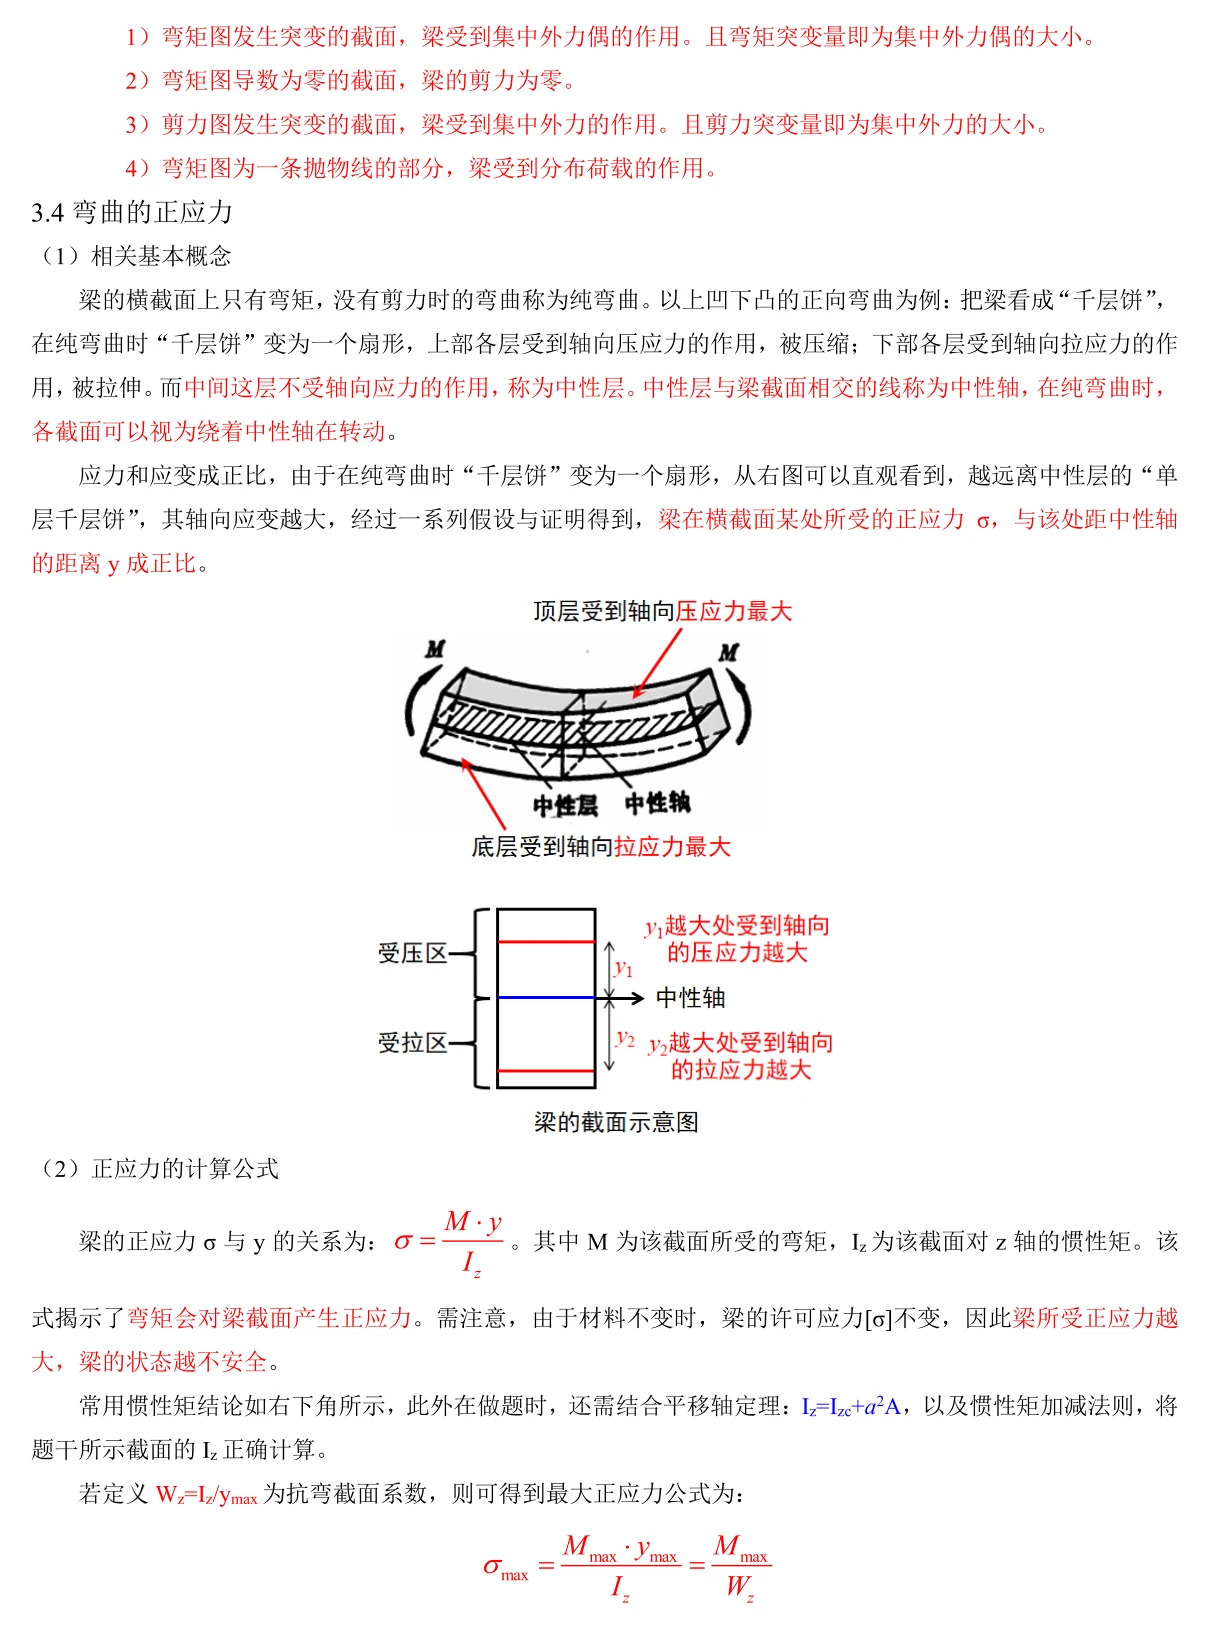 1）弯矩图发生突变的截面，梁受到集中外力偶的作用。且弯矩突变量即为集中外力偶的大小。
2）弯矩图导数为零的截面，梁的剪力为零。
3）剪力图发生突变的截面，梁受到集中外力的作用。且剪力突变量即为集中外力的大小。
4）弯矩图为一条抛物线的部分，梁受到分布荷载的作用。
3.4 弯曲的正应力
（1）相关基本概念
梁的横截面上只有弯矩，没有剪力时的弯曲称为纯弯曲。以上凹下凸的正向弯曲为例：把梁看成“千层饼”，
在纯弯曲时“千层饼”变为一个扇形，上部各层受到轴向压应力的作用，被压缩；下部各层受到轴向拉应力的作
用，被拉伸。而中间这层不受轴向应力的作用，称为中性层。中性层与梁截面相交的线称为中性轴，在纯弯曲时，
各截面可以视为绕着中性轴在转动。
应力和应变成正比，由于在纯弯曲时“千层饼”变为一个扇形，从右图可以直观看到，越远离中性层的“单
层千层饼”，其轴向应变越大，经过一系列假设与证明得到，梁在横截面某处所受的正应力 σ，与该处距中性轴
的距离 y 成正比。
顶层受到轴向压应力最大
M
M
中性层 中性轴
底层受到轴向拉应力最大
y₁越大处受到轴向
的压应力越大
受压区
y₁
中性轴
受拉区
y₂
y₂越大处受到轴向
的拉应力越大
梁的截面示意图
（2）正应力的计算公式
梁的正应力 σ 与 y 的关系为：σ = M · y / I_z。其中 M 为该截面所受的弯矩，I_z 为该截面对 z 轴的惯性矩。该
式揭示了弯矩会对梁截面产生正应力。需注意，由于材料不变时，梁的许可应力[σ]不变，因此梁所受正应力越
大，梁的状态越不安全。
常用惯性矩结论如右下角所示，此外在做题时，还需结合平移轴定理：I_z=I_zc+a²A，以及惯性矩加减法则，将
题干所示截面的 I_z 正确计算。
若定义 W_z=I_z/y_max 为抗弯截面系数，则可得到最大正应力公式为：
σ_max = M_max · y_max / I_z = M_max / W_z